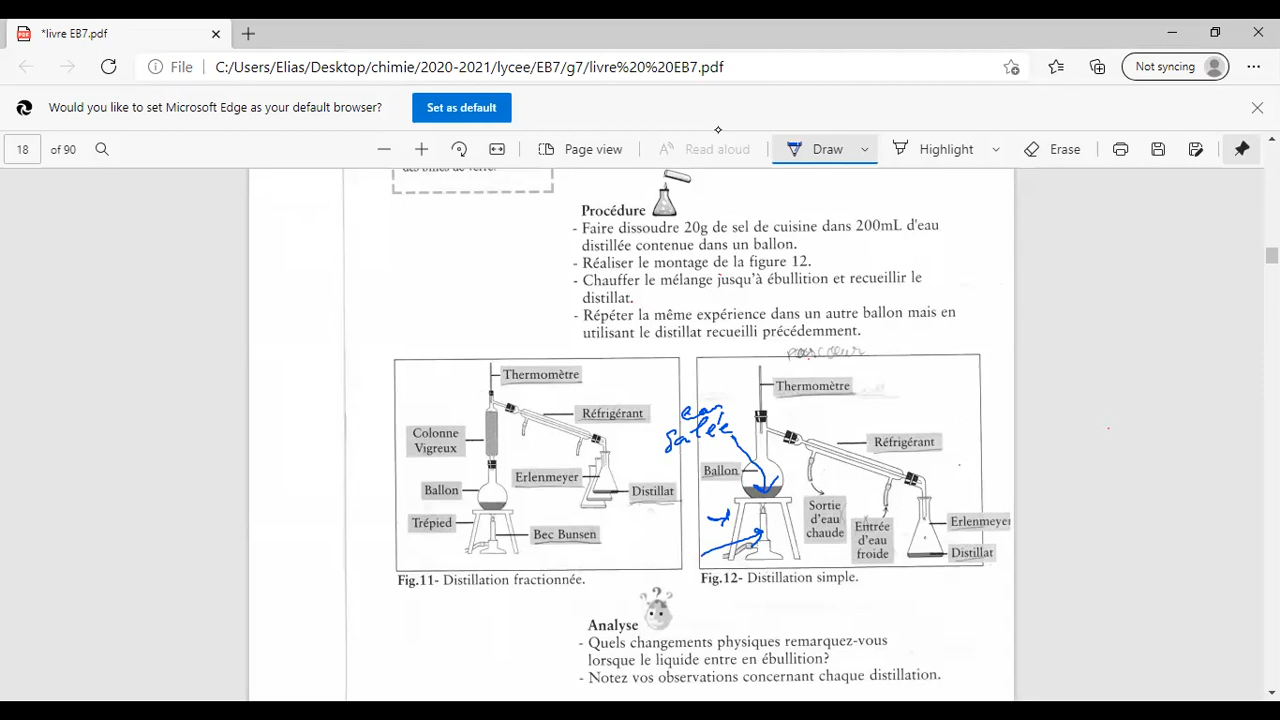 *livre EB7.pdf
File C:/Users/Elias/Desktop/chimie/2020-2021/lycee/EB7/g7/livre%20%20EB7.pdf
Not syncing
Would you like to set Microsoft Edge as your default browser? Set as default
18 of 90 Page view Read aloud Draw Highlight Erase
des billes de verre.
Procédure
- Faire dissoudre 20g de sel de cuisine dans 200mL d'eau
distillée contenue dans un ballon.
- Réaliser le montage de la figure 12.
- Chauffer le mélange jusqu'à ébullition et recueillir le
distillat.
- Répéter la même expérience dans un autre ballon mais en
utilisant le distillat recueilli précédemment.
Thermomètre
Réfrigérant
Colonne
Vigreux
Erlenmeyer
Ballon
Distillat
Trépied
Bec Bunsen
Fig.11- Distillation fractionnée.
par cœur
Thermomètre
eau
salée
Réfrigérant
Ballon
Sortie
d'eau
chaude
Entrée
d'eau
froide
Erlenmeyer
Distillat
Fig.12- Distillation simple.
? ? ?
Analyse
- Quels changements physiques remarquez-vous
lorsque le liquide entre en ébullition?
- Notez vos observations concernant chaque distillation.